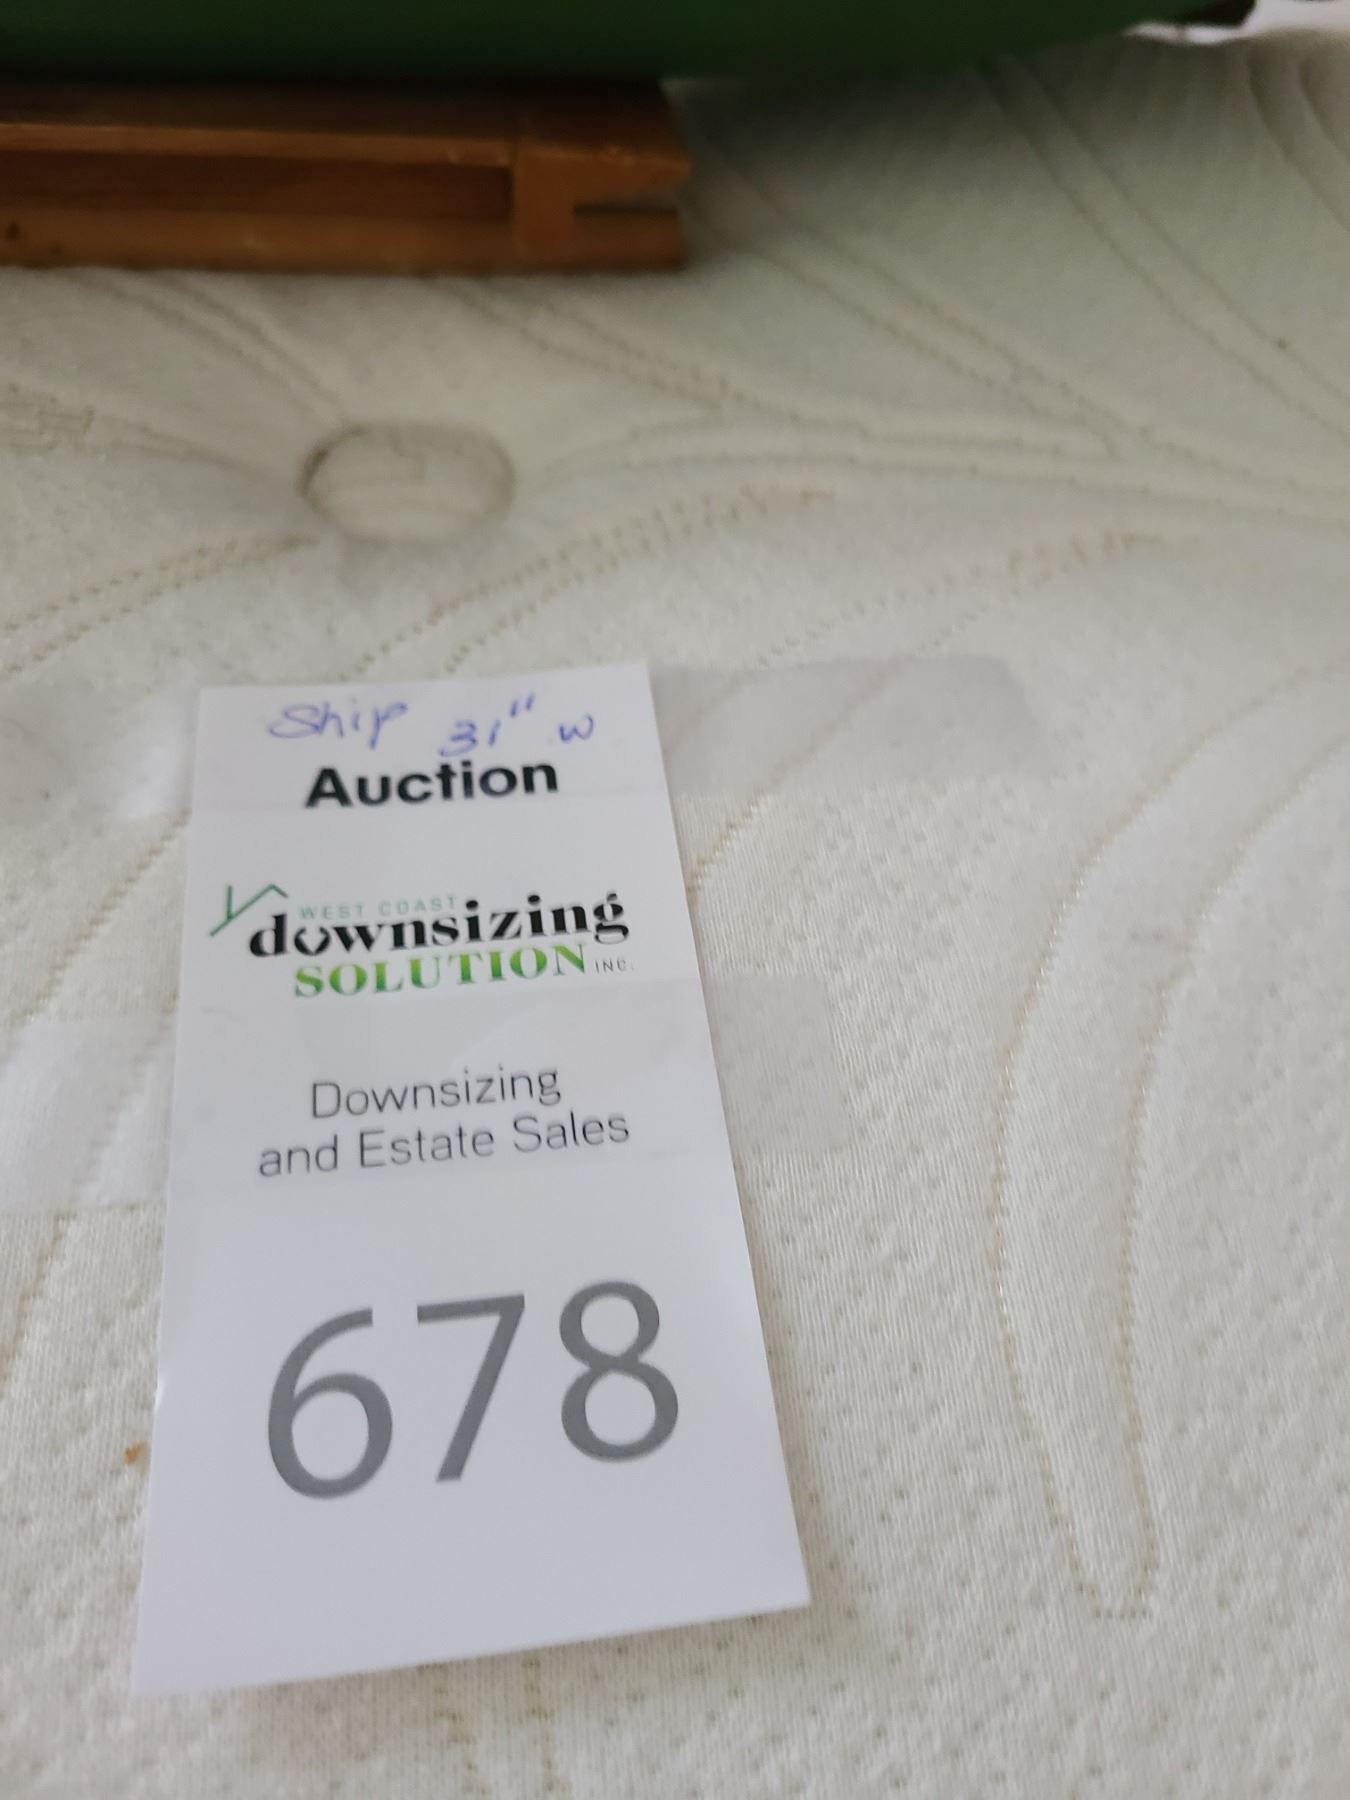 Ship 31" w
Auction
WEST COAST
downsizing
SOLUTION INC.
Downsizing
and Estate Sales
678